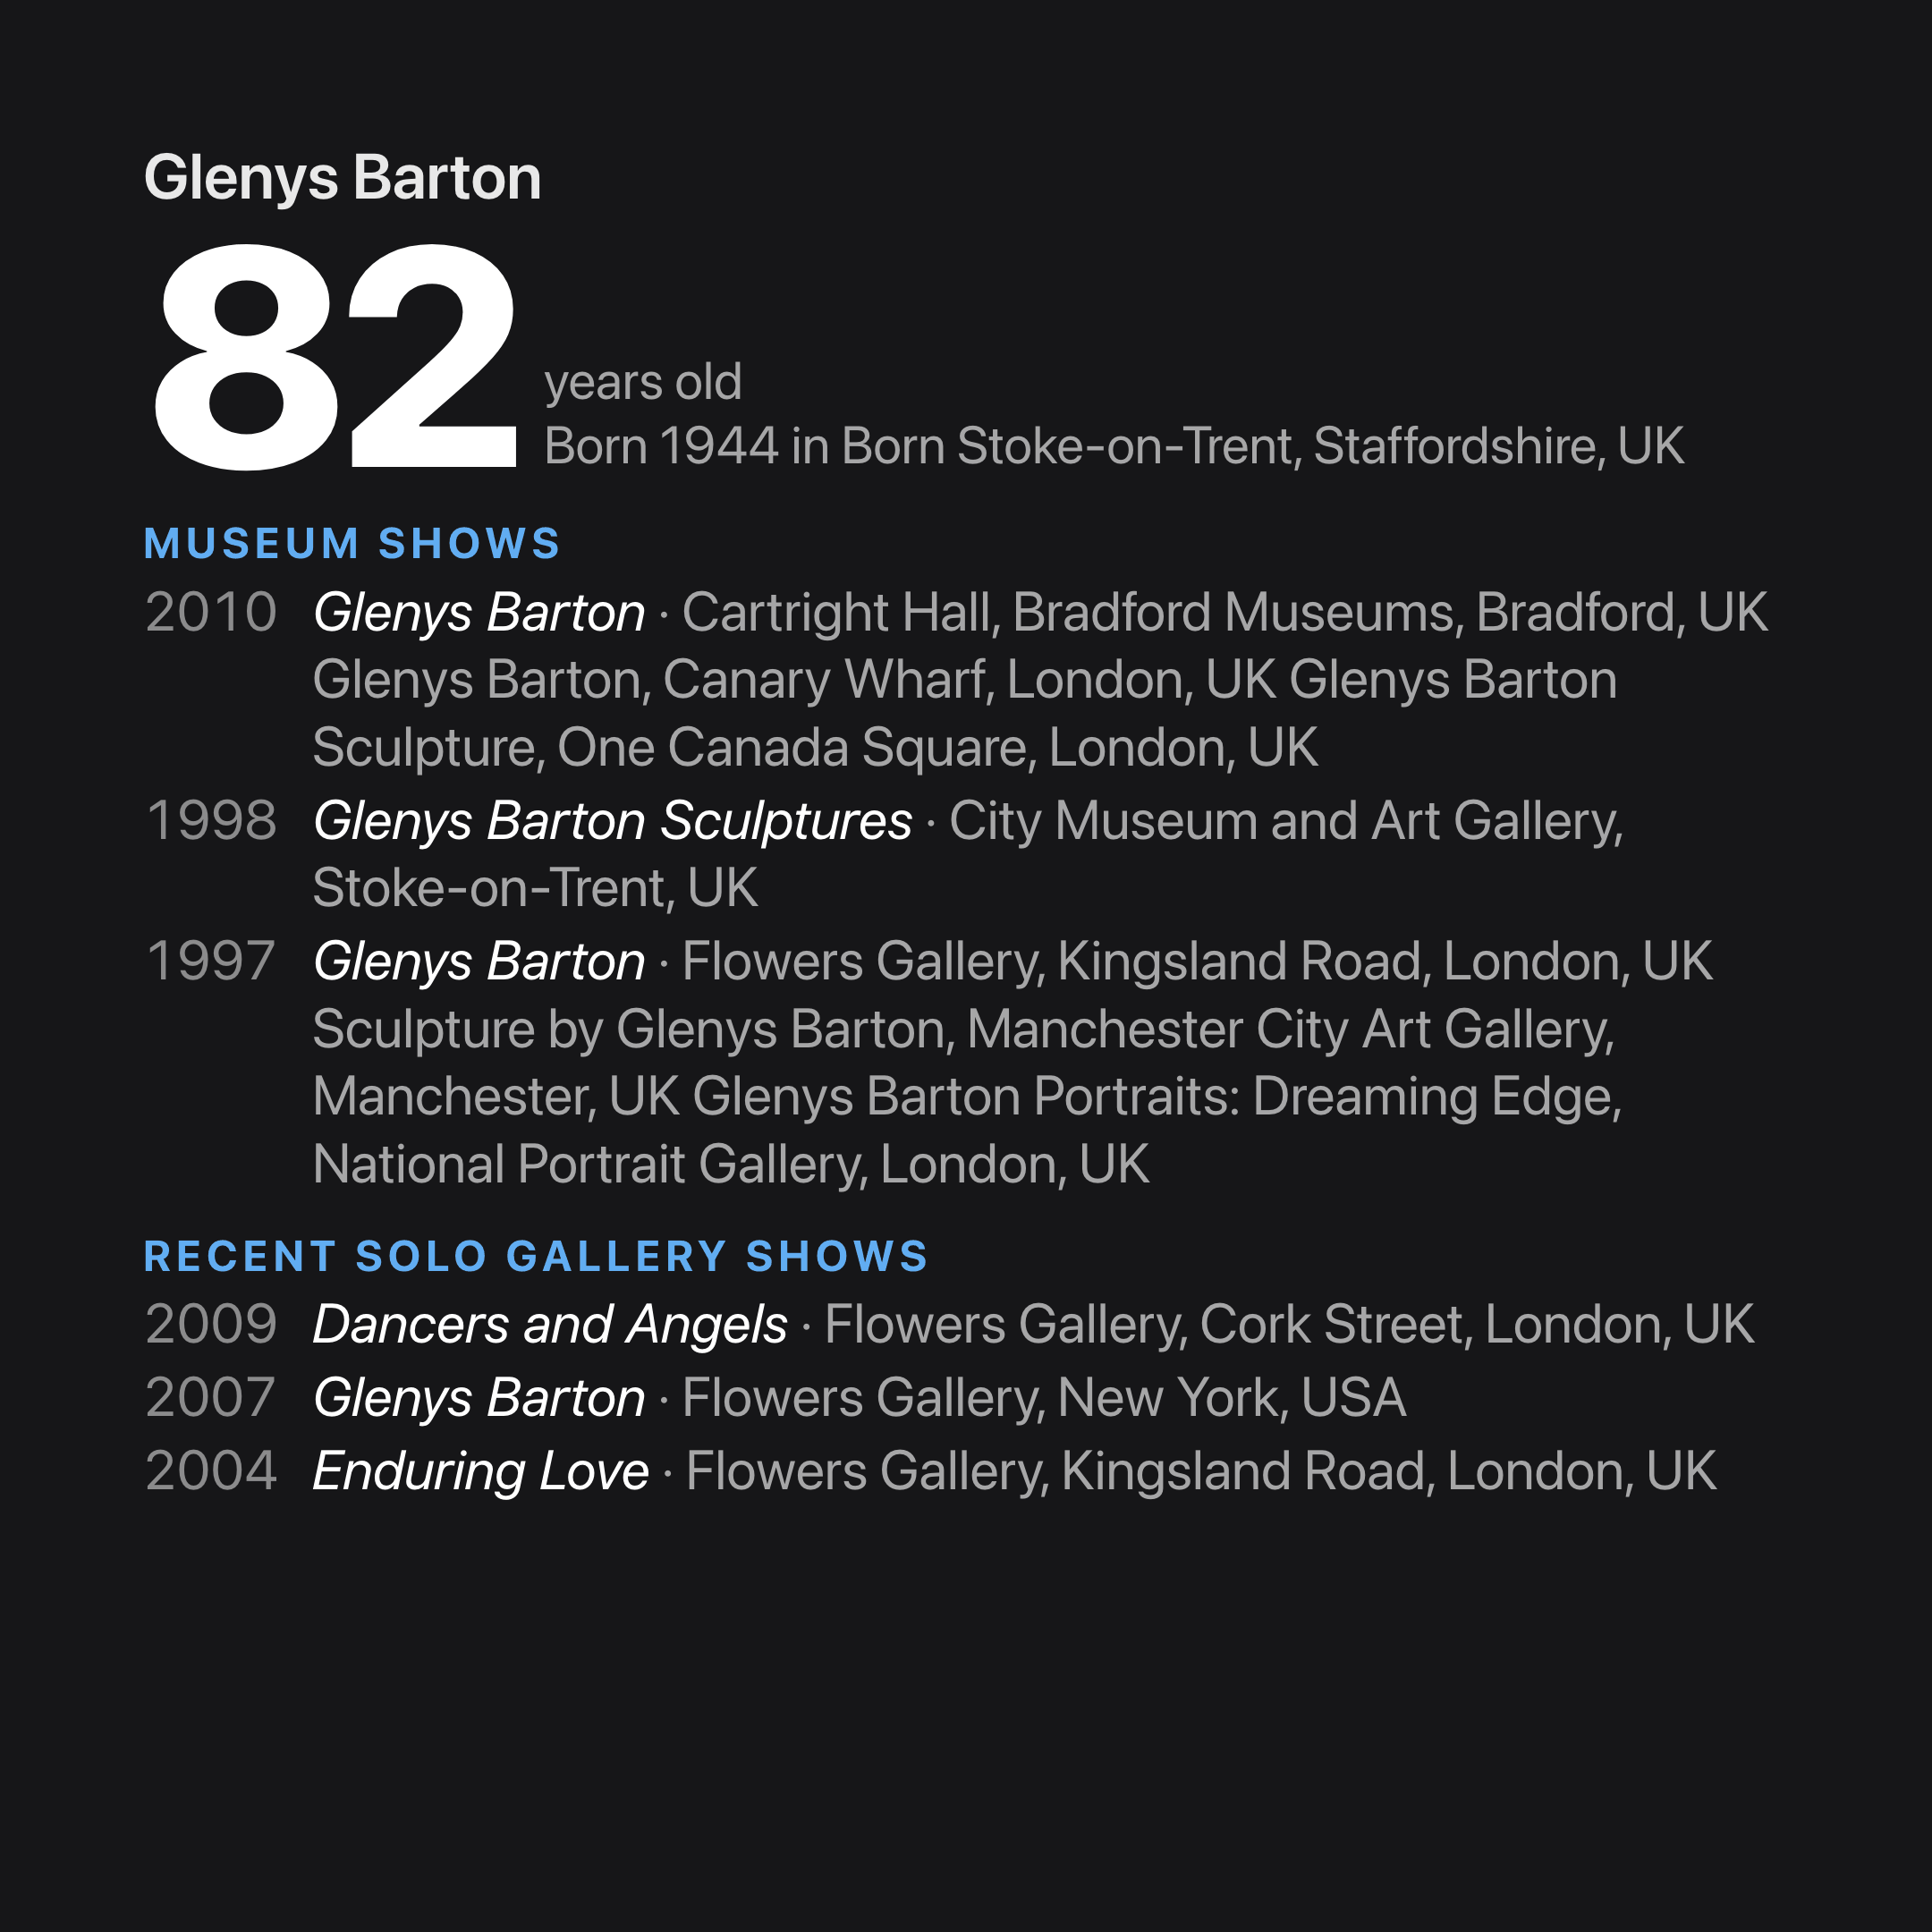 Glenys Barton
82 years old
Born 1944 in Born Stoke-on-Trent, Staffordshire, UK
MUSEUM SHOWS
2010 Glenys Barton · Cartright Hall, Bradford Museums, Bradford, UK
Glenys Barton, Canary Wharf, London, UK Glenys Barton
Sculpture, One Canada Square, London, UK
1998 Glenys Barton Sculptures · City Museum and Art Gallery,
Stoke-on-Trent, UK
1997 Glenys Barton · Flowers Gallery, Kingsland Road, London, UK
Sculpture by Glenys Barton, Manchester City Art Gallery,
Manchester, UK Glenys Barton Portraits: Dreaming Edge,
National Portrait Gallery, London, UK
RECENT SOLO GALLERY SHOWS
2009 Dancers and Angels · Flowers Gallery, Cork Street, London, UK
2007 Glenys Barton · Flowers Gallery, New York, USA
2004 Enduring Love · Flowers Gallery, Kingsland Road, London, UK